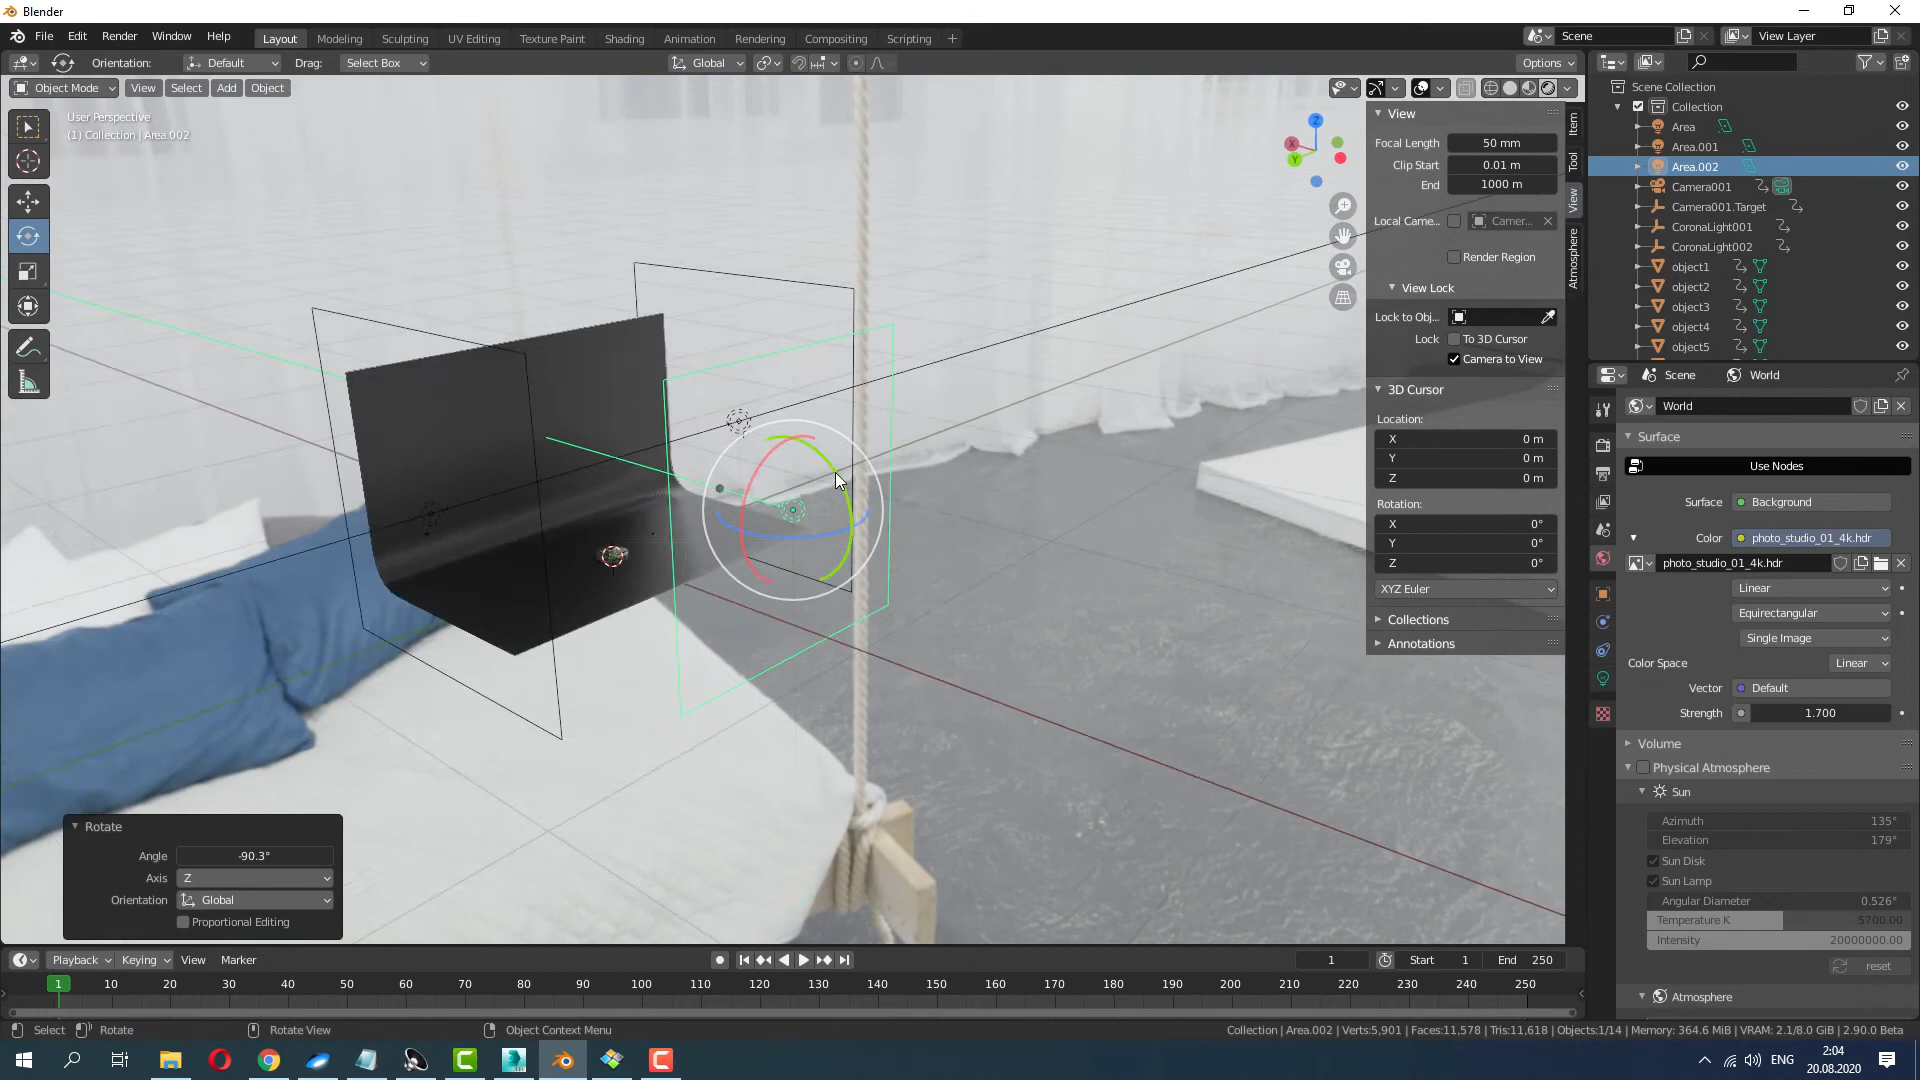 Blender
File Edit Render Window Help
Layout Modeling Sculpting UV Editing Texture Paint Shading Animation Rendering Compositing Scripting +
Scene
View Layer
Orientation: Default Drag: Select Box Global Options
Object Mode View Select Add Object
User Perspective
(1) Collection | Area.002
X
Y
Z
View
Focal Length 50 mm
Clip Start 0.01 m
End 1000 m
Local Came... Camer...
Render Region
View Lock
Lock to Obj...
Lock To 3D Cursor
Camera to View
3D Cursor
Location:
X 0 m
Y 0 m
Z 0 m
Rotation:
X 0°
Y 0°
Z 0°
XYZ Euler
Collections
Annotations
Item
Tool
View
Atmosphere
Scene Collection
Collection
Area
Area.001
Area.002
Camera001
Camera001.Target
CoronaLight001
CoronaLight002
object1
object2
object3
object4
object5
Scene World
World
Surface
Use Nodes
Surface Background
Color photo_studio_01_4k.hdr
photo_studio_01_4k.hdr
Linear
Equirectangular
Single Image
Color Space Linear
Vector Default
Strength 1.700
Volume
Physical Atmosphere
Sun
Azimuth 135°
Elevation 179°
Sun Disk
Sun Lamp
Angular Diameter 0.526°
Temperature K 5700.00
Intensity 20000000.00
reset
Atmosphere
Rotate
Angle -90.3°
Axis Z
Orientation Global
Proportional Editing
Playback Keying View Marker
1 Start 1 End 250
1 10 20 30 40 50 60 70 80 90 100 110 120 130 140 150 160 170 180 190 200 210 220 230 240 250
Select Rotate Rotate View Object Context Menu
Collection | Area.002 | Verts:5,901 | Faces:11,578 | Tris:11,618 | Objects:1/14 | Memory: 364.6 MiB | VRAM: 2.1/8.0 GiB | 2.90.0 Beta
ENG
2:04
20.08.2020